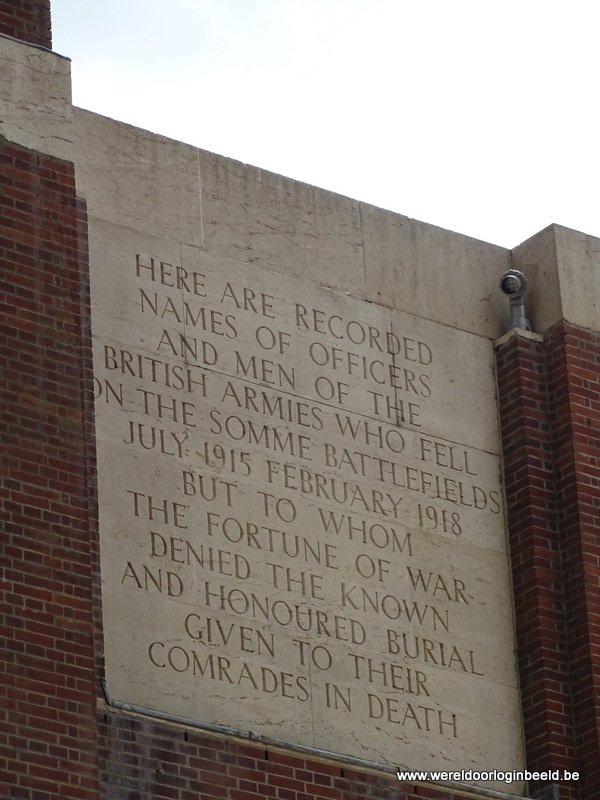 HERE ARE RECORDED
NAMES OF OFFICERS
AND MEN OF THE
BRITISH ARMIES WHO FELL
ON THE SOMME BATTLEFIELDS
JULY 1915 FEBRUARY 1918
BUT TO WHOM
THE FORTUNE OF WAR
DENIED THE KNOWN
AND HONOURED BURIAL
GIVEN TO THEIR
COMRADES IN DEATH
www.wereldoorloginbeeld.be